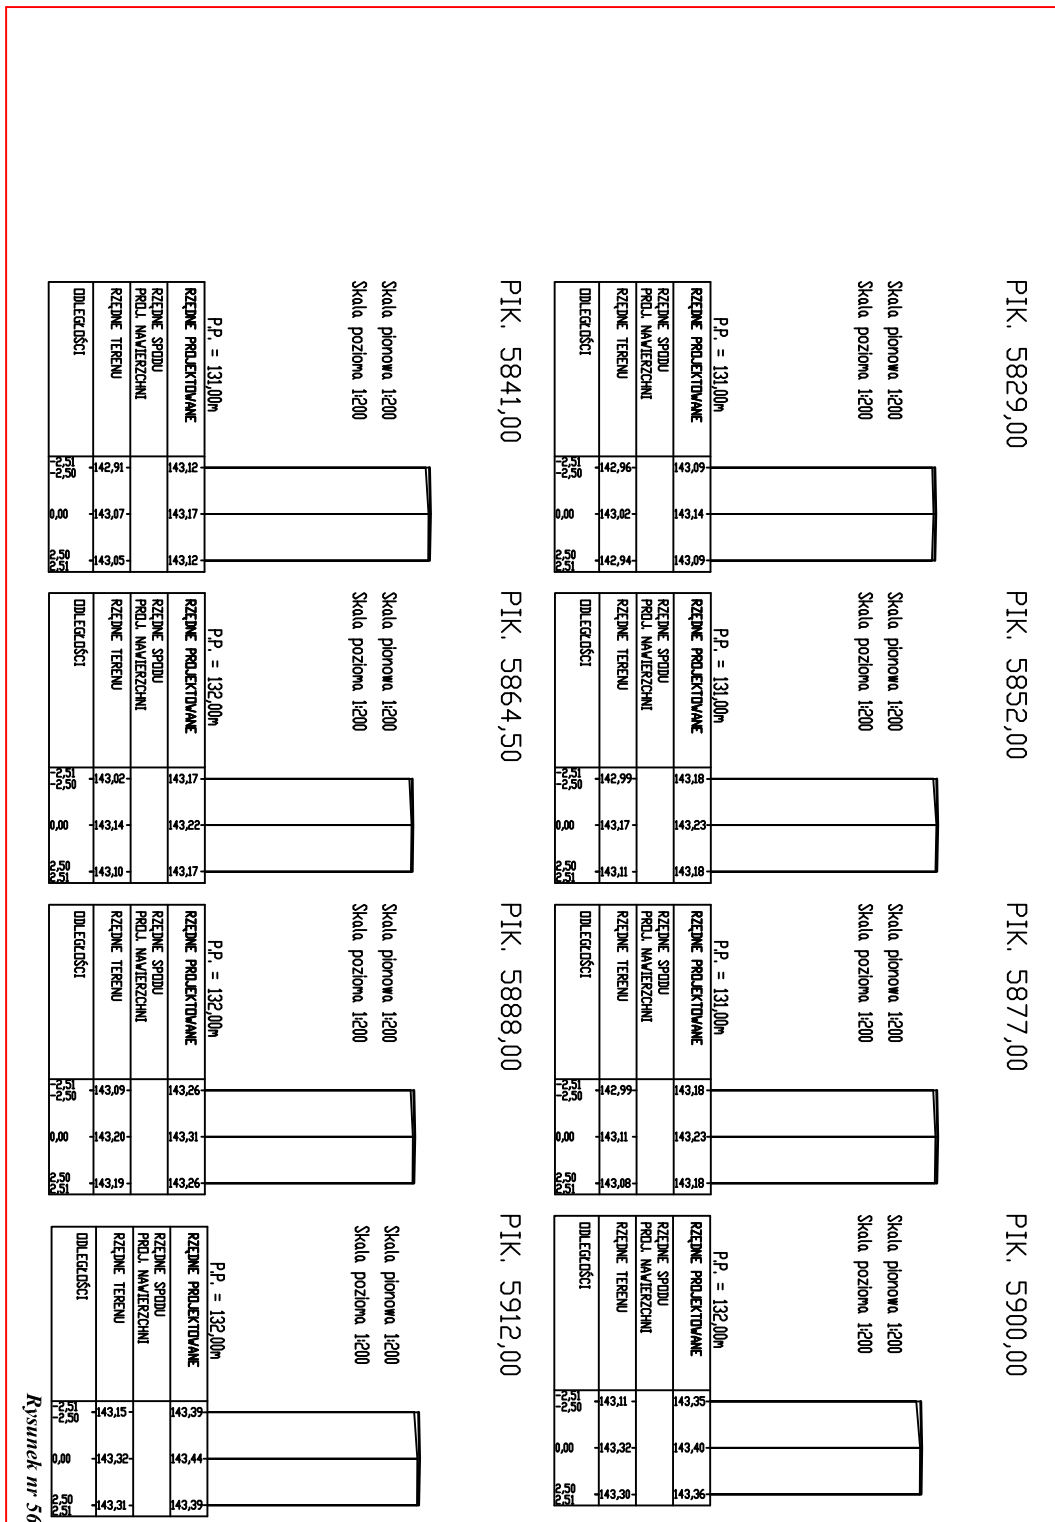 PIK. 5829,00
Skala pionowa 1:200
Skala pozioma 1:200
P.P. = 131,00m
RZĘDNE PROJEKTOWANE 143,09 143,14 143,09
RZĘDNE SPODU
PROJ. NAWIERZCHNI
RZĘDNE TERENU 142,96 143,02 142,94
ODLEGŁOŚCI -2,51 -2,50 0,00 2,50 2,51
PIK. 5852,00
Skala pionowa 1:200
Skala pozioma 1:200
P.P. = 131,00m
RZĘDNE PROJEKTOWANE 143,18 143,23 143,18
RZĘDNE SPODU
PROJ. NAWIERZCHNI
RZĘDNE TERENU 142,99 143,17 143,11
ODLEGŁOŚCI -2,51 -2,50 0,00 2,50 2,51
PIK. 5877,00
Skala pionowa 1:200
Skala pozioma 1:200
P.P. = 131,00m
RZĘDNE PROJEKTOWANE 143,18 143,23 143,18
RZĘDNE SPODU
PROJ. NAWIERZCHNI
RZĘDNE TERENU 142,99 143,11 143,08
ODLEGŁOŚCI -2,51 -2,50 0,00 2,50 2,51
PIK. 5900,00
Skala pionowa 1:200
Skala pozioma 1:200
P.P. = 132,00m
RZĘDNE PROJEKTOWANE 143,35 143,40 143,36
RZĘDNE SPODU
PROJ. NAWIERZCHNI
RZĘDNE TERENU 143,11 143,32 143,30
ODLEGŁOŚCI -2,51 -2,50 0,00 2,50 2,51
PIK. 5841,00
Skala pionowa 1:200
Skala pozioma 1:200
P.P. = 131,00m
RZĘDNE PROJEKTOWANE 143,12 143,17 143,12
RZĘDNE SPODU
PROJ. NAWIERZCHNI
RZĘDNE TERENU 142,91 143,07 143,05
ODLEGŁOŚCI -2,51 -2,50 0,00 2,50 2,51
PIK. 5864,50
Skala pionowa 1:200
Skala pozioma 1:200
P.P. = 132,00m
RZĘDNE PROJEKTOWANE 143,17 143,22 143,17
RZĘDNE SPODU
PROJ. NAWIERZCHNI
RZĘDNE TERENU 143,02 143,14 143,10
ODLEGŁOŚCI -2,51 -2,50 0,00 2,50 2,51
PIK. 5888,00
Skala pionowa 1:200
Skala pozioma 1:200
P.P. = 132,00m
RZĘDNE PROJEKTOWANE 143,26 143,31 143,26
RZĘDNE SPODU
PROJ. NAWIERZCHNI
RZĘDNE TERENU 143,09 143,20 143,19
ODLEGŁOŚCI -2,51 -2,50 0,00 2,50 2,51
PIK. 5912,00
Skala pionowa 1:200
Skala pozioma 1:200
P.P. = 132,00m
RZĘDNE PROJEKTOWANE 143,39 143,44 143,39
RZĘDNE SPODU
PROJ. NAWIERZCHNI
RZĘDNE TERENU 143,15 143,32 143,31
ODLEGŁOŚCI -2,51 -2,50 0,00 2,50 2,51
Rysunek nr 56